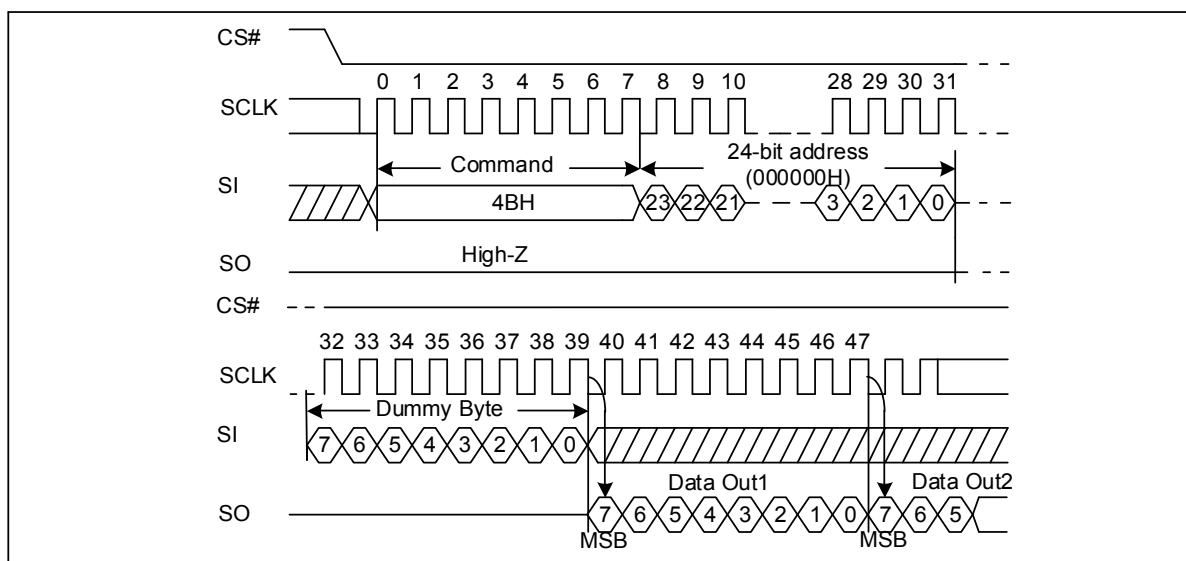 CS#
0 1 2 3 4 5 6 7 8 9 10 28 29 30 31
SCLK
Command 24-bit address
(000000H)
SI
4BH 23 22 21 3 2 1 0
SO High-Z
CS#
32 33 34 35 36 37 38 39 40 41 42 43 44 45 46 47
SCLK
Dummy Byte
SI
7 6 5 4 3 2 1 0
Data Out1 Data Out2
SO
7 6 5 4 3 2 1 0 7 6 5
MSB MSB